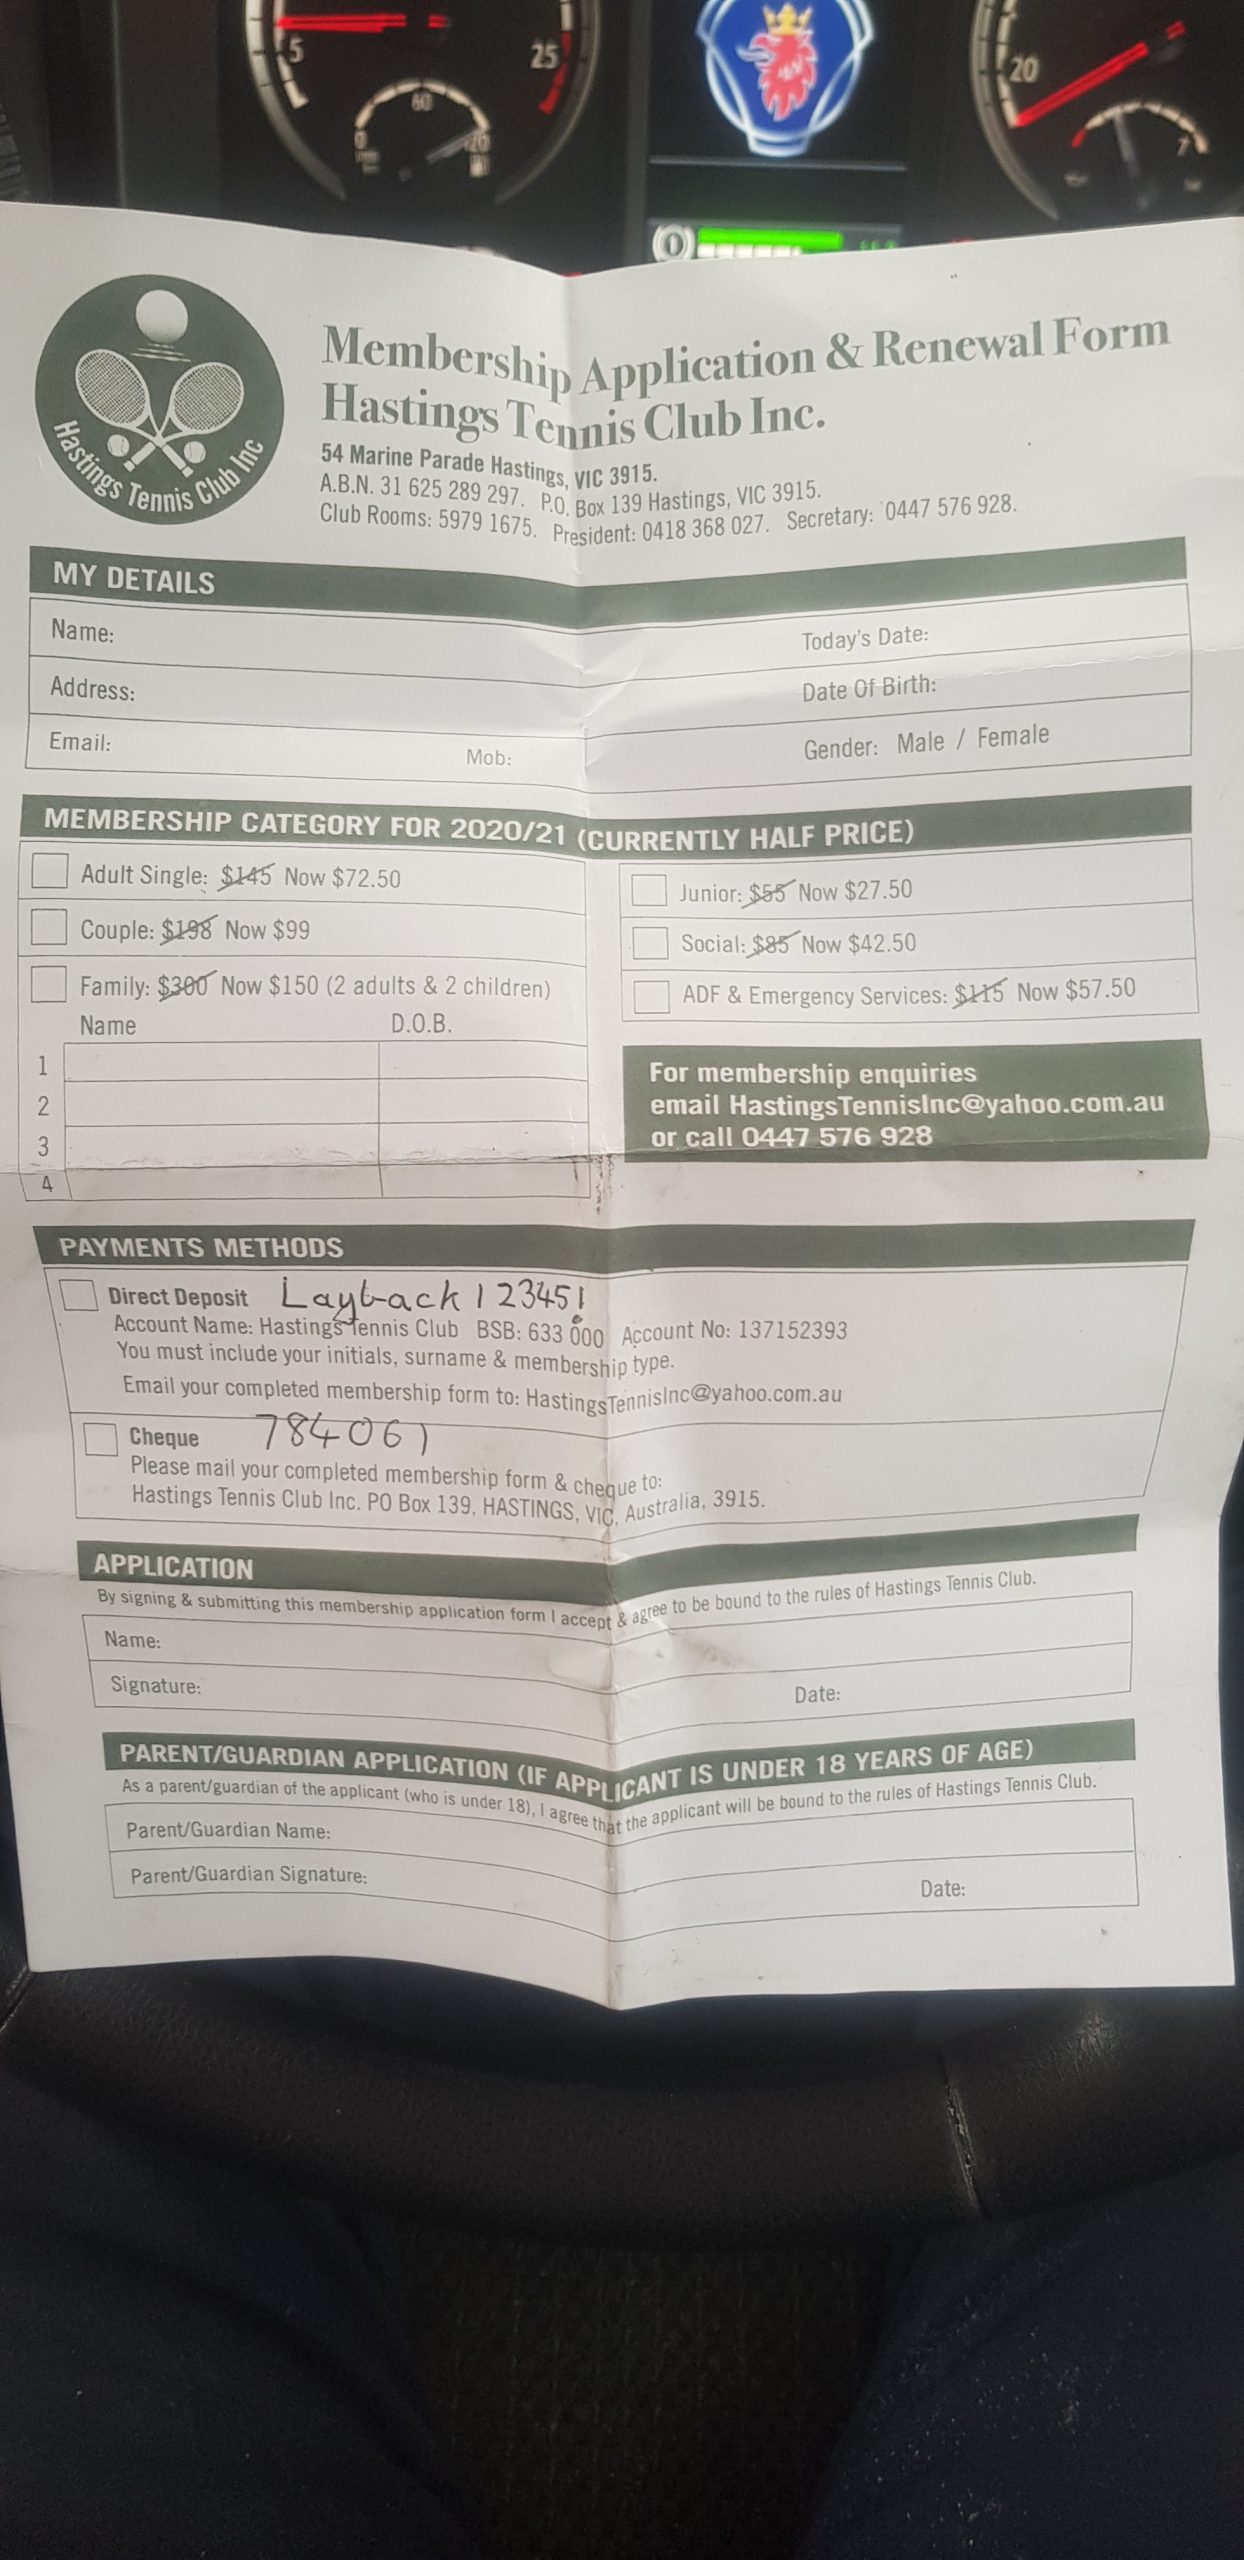 5
25
60
20
7
Hastings Tennis Club Inc
Membership Application & Renewal Form
Hastings Tennis Club Inc.
54 Marine Parade Hastings, VIC 3915.
A.B.N. 31 625 289 297. P.O. Box 139 Hastings, VIC 3915.
Club Rooms: 5979 1675. President: 0418 368 027. Secretary: 0447 576 928.
MY DETAILS
Name: Today's Date:
Address: Date Of Birth:
Email: Mob: Gender: Male / Female
MEMBERSHIP CATEGORY FOR 2020/21 (CURRENTLY HALF PRICE)
Adult Single: $145 Now $72.50
Couple: $198 Now $99
Family: $300 Now $150 (2 adults & 2 children)
Name D.O.B.
1
2
3
4
Junior: $55 Now $27.50
Social: $85 Now $42.50
ADF & Emergency Services: $115 Now $57.50
For membership enquiries
email HastingsTennisInc@yahoo.com.au
or call 0447 576 928
PAYMENTS METHODS
Direct Deposit Layback12345!
Account Name: Hastings Tennis Club BSB: 633 000 Account No: 137152393
You must include your initials, surname & membership type.
Email your completed membership form to: HastingsTennisInc@yahoo.com.au
Cheque 784061
Please mail your completed membership form & cheque to:
Hastings Tennis Club Inc. PO Box 139, HASTINGS, VIC, Australia, 3915.
APPLICATION
By signing & submitting this membership application form I accept & agree to be bound to the rules of Hastings Tennis Club.
Name:
Signature: Date:
PARENT/GUARDIAN APPLICATION (IF APPLICANT IS UNDER 18 YEARS OF AGE)
As a parent/guardian of the applicant (who is under 18), I agree that the applicant will be bound to the rules of Hastings Tennis Club.
Parent/Guardian Name:
Parent/Guardian Signature: Date: